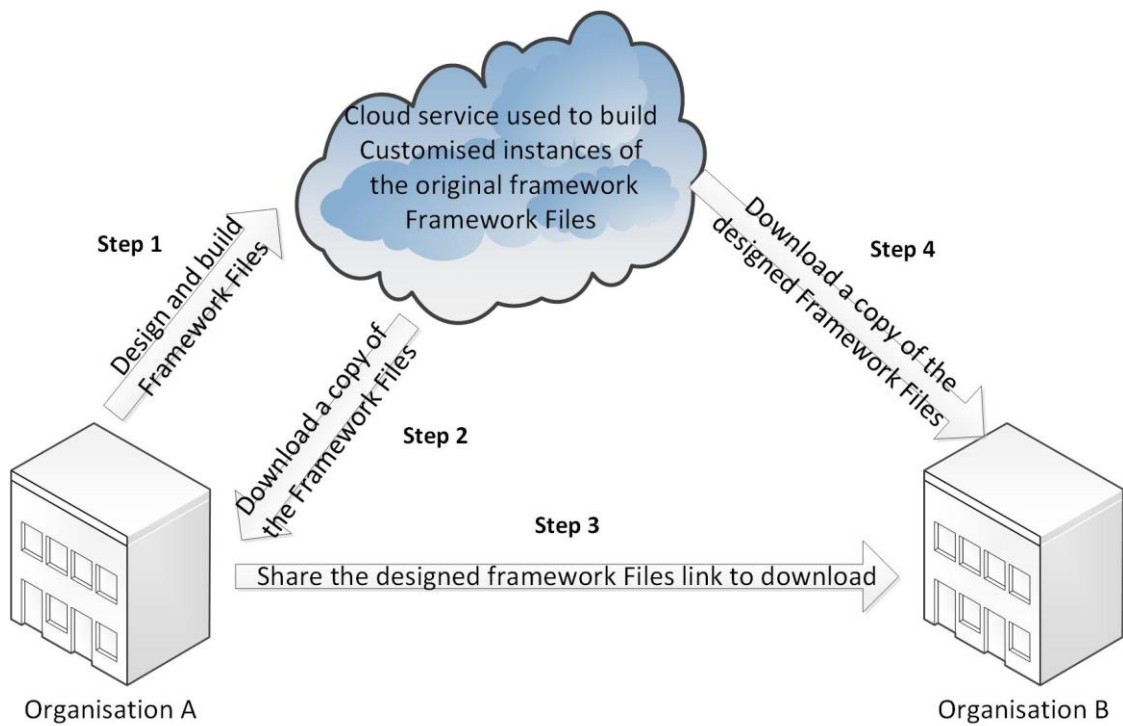 Cloud service used to build
Customised instances of
the original framework
Framework Files
Step 1
Design and build
Framework Files
Step 2
Download a copy of
the Framework Files
Step 3
Share the designed framework Files link to download
Step 4
Download a copy of the
designed Framework Files
Organisation A
Organisation B